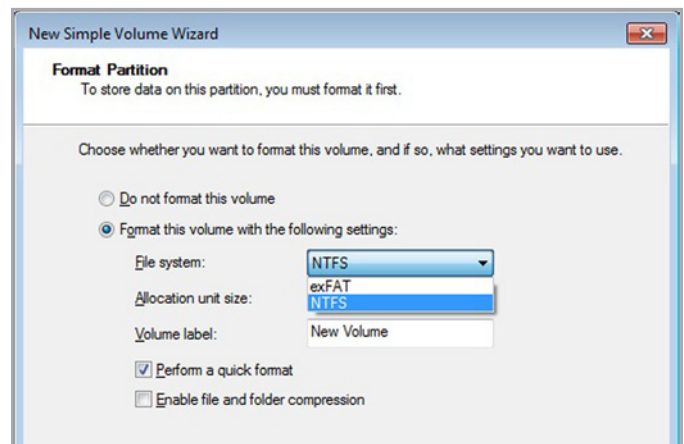 New Simple Volume Wizard
Format Partition
To store data on this partition, you must format it first.
Choose whether you want to format this volume, and if so, what settings you want to use.
Do not format this volume
Format this volume with the following settings:
File system: NTFS
exFAT
Allocation unit size: NTFS
Volume label: New Volume
Perform a quick format
Enable file and folder compression